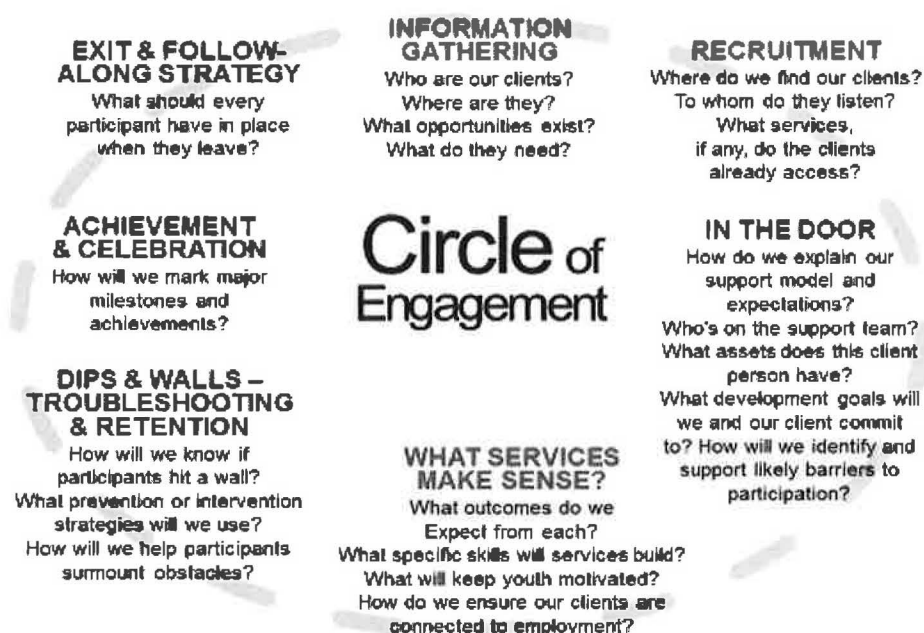 INFORMATION
GATHERING
Who are our clients?
Where are they?
What opportunities exist?
What do they need?
RECRUITMENT
Where do we find our clients?
To whom do they listen?
What services,
if any, do the clients
already access?
IN THE DOOR
How do we explain our
support model and
expectations?
Who's on the support team?
What assets does this client
person have?
What development goals will
we and our client commit
to? How will we identify and
support likely barriers to
participation?
WHAT SERVICES
MAKE SENSE?
What outcomes do we
Expect from each?
What specific skills will services build?
What will keep youth motivated?
How do we ensure our clients are
connected to employment?
DIPS & WALLS –
TROUBLESHOOTING
& RETENTION
How will we know if
participants hit a wall?
What prevention or intervention
strategies will we use?
How will we help participants
surmount obstacles?
ACHIEVEMENT
& CELEBRATION
How will we mark major
milestones and
achievements?
EXIT & FOLLOW-
ALONG STRATEGY
What should every
participant have in place
when they leave?
Circle of
Engagement